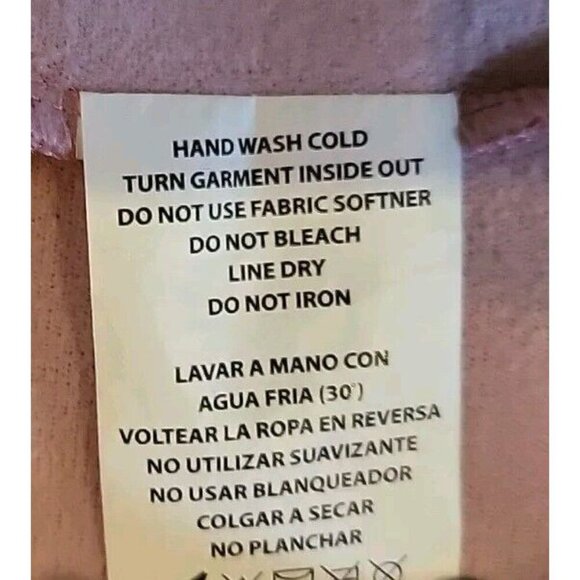 HAND WASH COLD
TURN GARMENT INSIDE OUT
DO NOT USE FABRIC SOFTNER
DO NOT BLEACH
LINE DRY
DO NOT IRON
LAVAR A MANO CON
AGUA FRIA (30°)
VOLTEAR LA ROPA EN REVERSA
NO UTILIZAR SUAVIZANTE
NO USAR BLANQUEADOR
COLGAR A SECAR
NO PLANCHAR